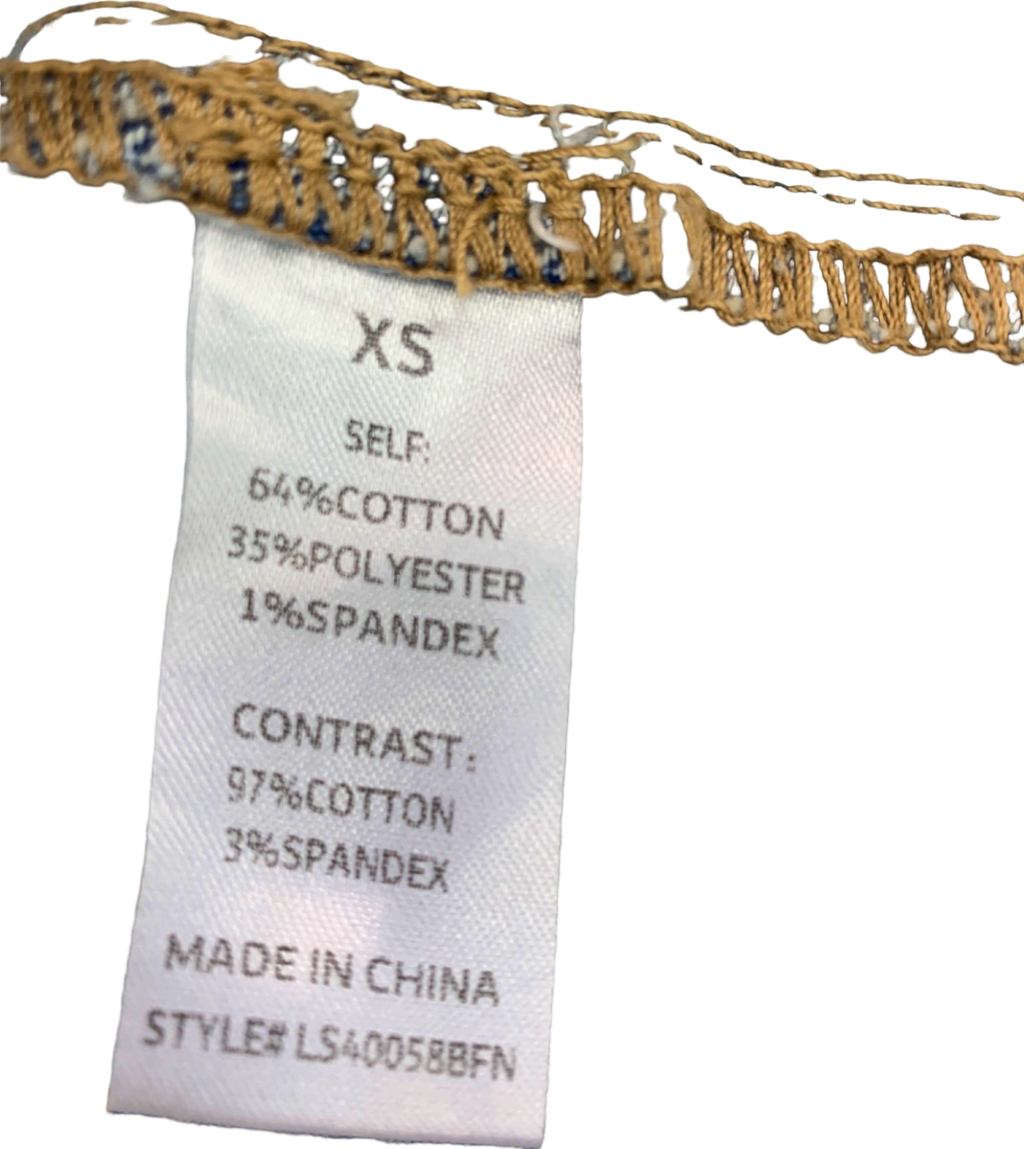 XS
SELF:
64%COTTON
35%POLYESTER
1%SPANDEX
CONTRAST:
97%COTTON
3%SPANDEX
MADE IN CHINA
STYLE# LS40058BFN